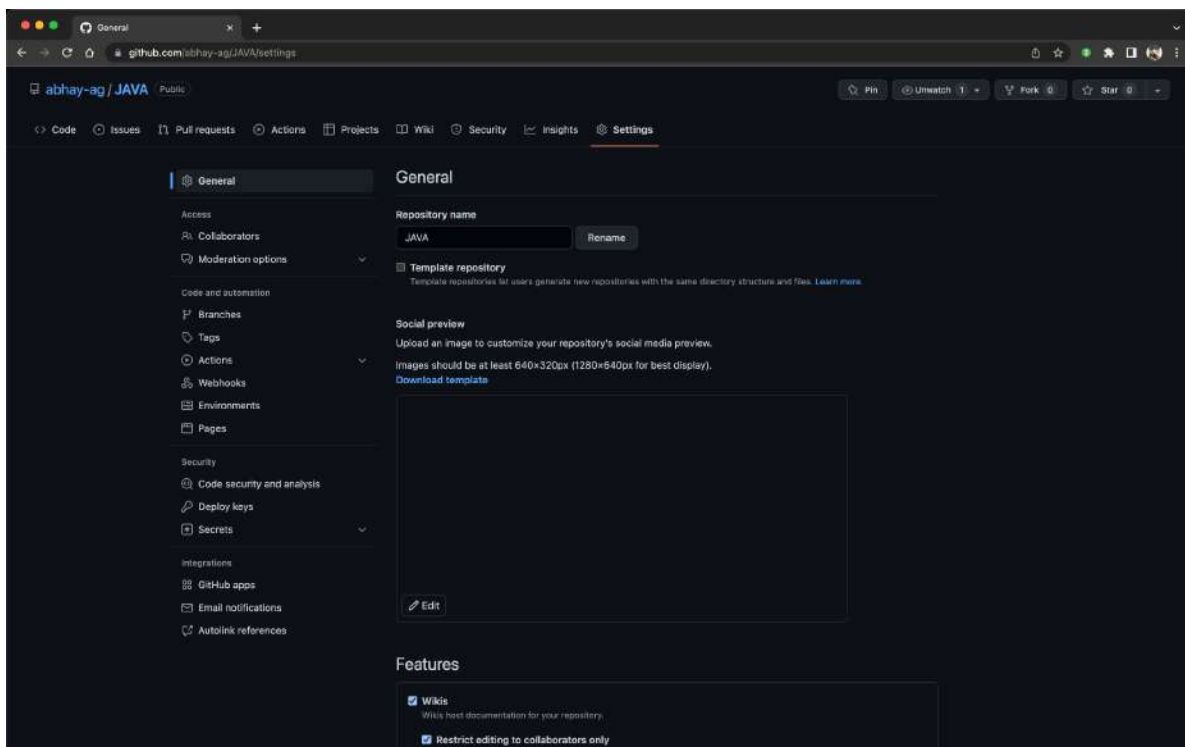 General
github.com/abhay-ag/JAVA/settings
abhay-ag / JAVA Public
Pin Unwatch 1 Fork 0 Star 0
Code Issues Pull requests Actions Projects Wiki Security Insights Settings
General
Access
Collaborators
Moderation options
Code and automation
Branches
Tags
Actions
Webhooks
Environments
Pages
Security
Code security and analysis
Deploy keys
Secrets
Integrations
GitHub apps
Email notifications
Autolink references
General
Repository name
JAVA Rename
Template repository
Template repositories let users generate new repositories with the same directory structure and files. Learn more.
Social preview
Upload an image to customize your repository's social media preview.
Images should be at least 640×320px (1280×640px for best display).
Download template
Edit
Features
Wikis
Wikis host documentation for your repository.
Restrict editing to collaborators only